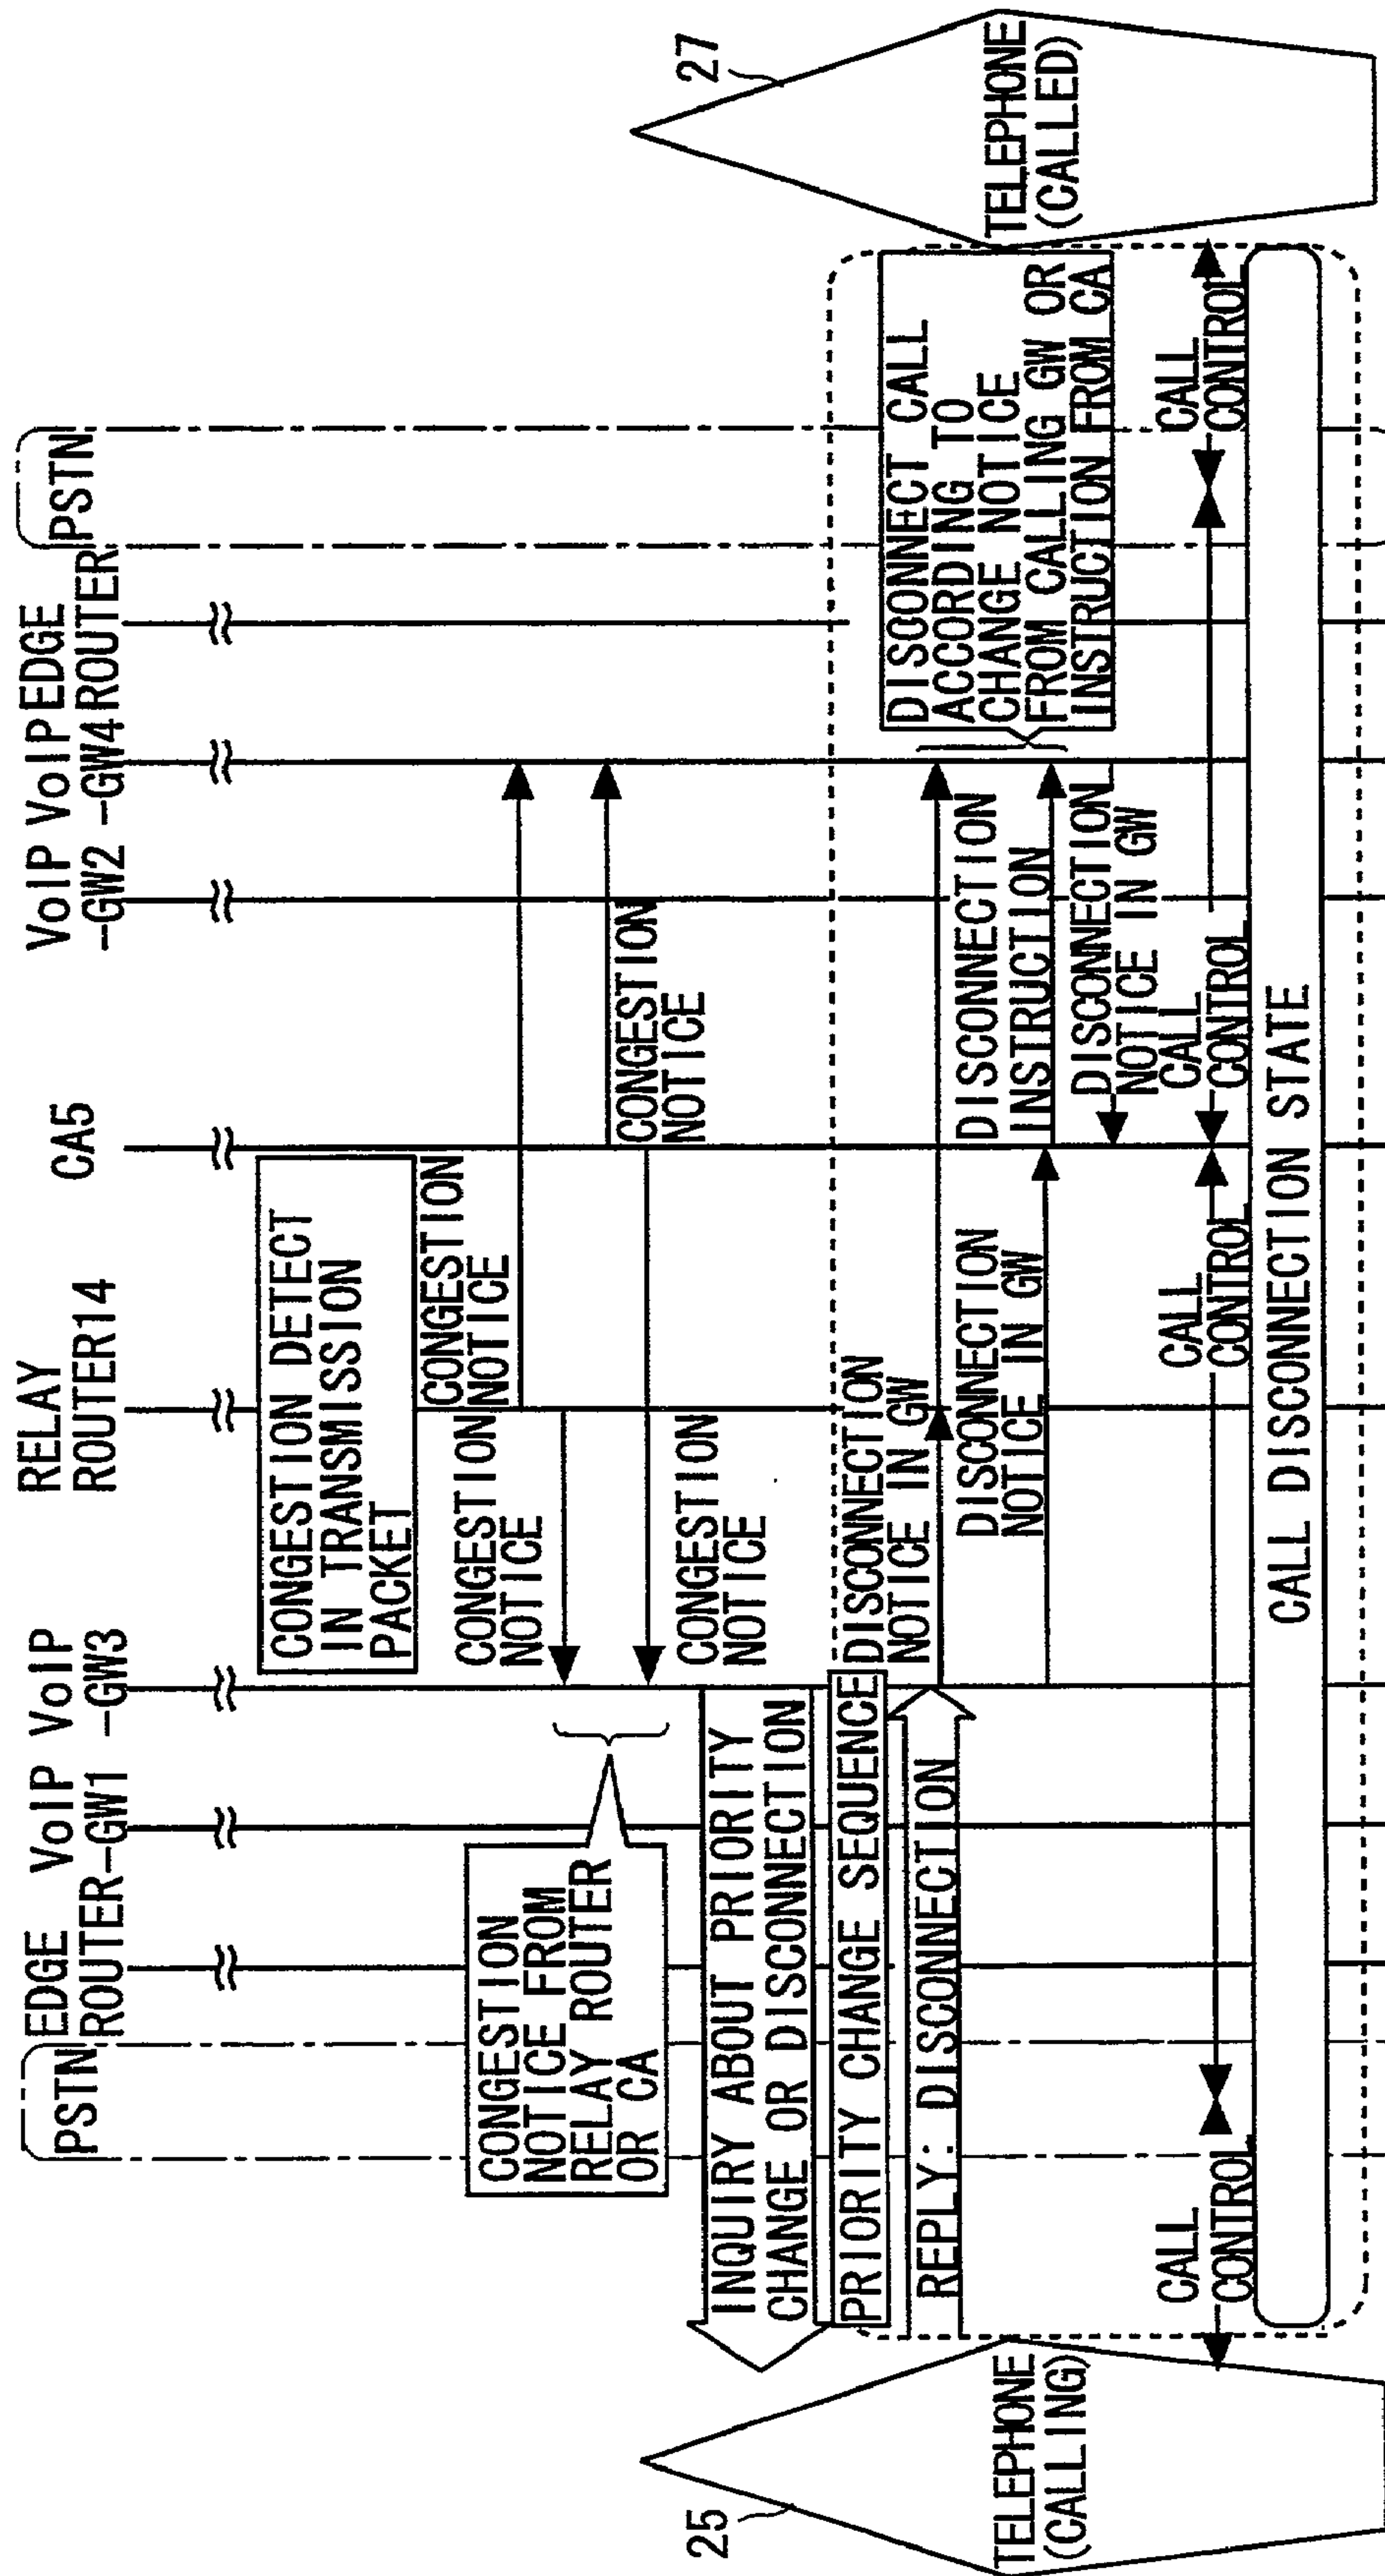 PSTN
EDGE
ROUTER
VoIP
-GW1
VoIP
-GW3
RELAY
ROUTER14
CA5
VoIP
-GW2
VoIP
-GW4
EDGE
ROUTER
PSTN
CONGESTION DETECT
IN TRANSMISSION
PACKET
CONGESTION
NOTICE
CONGESTION
NOTICE
CONGESTION
NOTICE FROM
RELAY ROUTER
OR CA
CONGESTION
NOTICE
CONGESTION
NOTICE
25
27
INQUIRY ABOUT PRIORITY
CHANGE OR DISCONNECTION
PRIORITY CHANGE SEQUENCE
REPLY: DISCONNECTION
DISCONNECTION
NOTICE IN GW
DISCONNECTION
NOTICE IN GW
DISCONNECTION
INSTRUCTION
DISCONNECTION
NOTICE IN GW
DISCONNECT CALL
ACCORDING TO
CHANGE NOTICE
FROM CALLING GW OR
INSTRUCTION FROM CA
TELEPHONE
(CALLING)
TELEPHONE
(CALLED)
CALL
CONTROL
CALL
CONTROL
CALL
CONTROL
CALL
CONTROL
CALL DISCONNECTION STATE